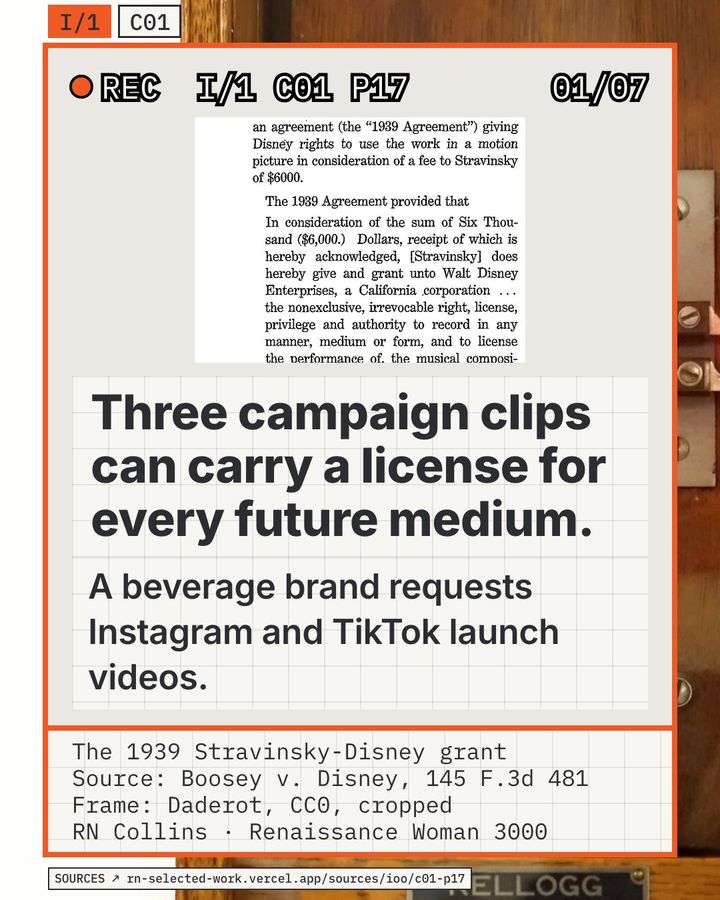 I/1 C01
REC I/1 C01 P17 01/07
an agreement (the “1939 Agreement”) giving
Disney rights to use the work in a motion
picture in consideration of a fee to Stravinsky
of $6000.
The 1939 Agreement provided that
In consideration of the sum of Six Thou-
sand ($6,000.) Dollars, receipt of which is
hereby acknowledged, [Stravinsky] does
hereby give and grant unto Walt Disney
Enterprises, a California corporation ...
the nonexclusive, irrevocable right, license,
privilege and authority to record in any
manner, medium or form, and to license
the performance of, the musical composi-
Three campaign clips
can carry a license for
every future medium.
A beverage brand requests
Instagram and TikTok launch
videos.
The 1939 Stravinsky-Disney grant
Source: Boosey v. Disney, 145 F.3d 481
Frame: Daderot, CC0, cropped
RN Collins · Renaissance Woman 3000
SOURCES ↗ rn-selected-work.vercel.app/sources/ioo/c01-p17
KELLOGG